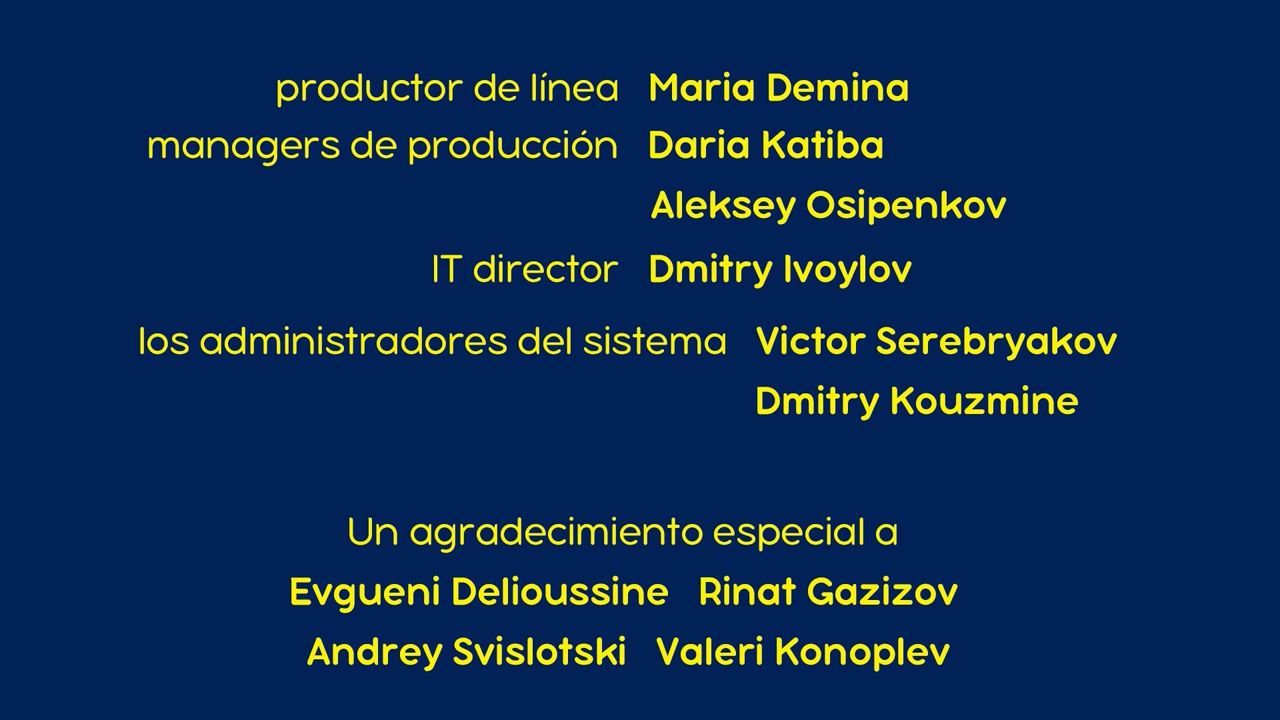 productor de línea Maria Demina
managers de producción Daria Katiba
Aleksey Osipenkov
IT director Dmitry Ivoylov
los administradores del sistema Victor Serebryakov
Dmitry Kouzmine
Un agradecimiento especial a
Evgueni Delioussine Rinat Gazizov
Andrey Svislotski Valeri Konoplev